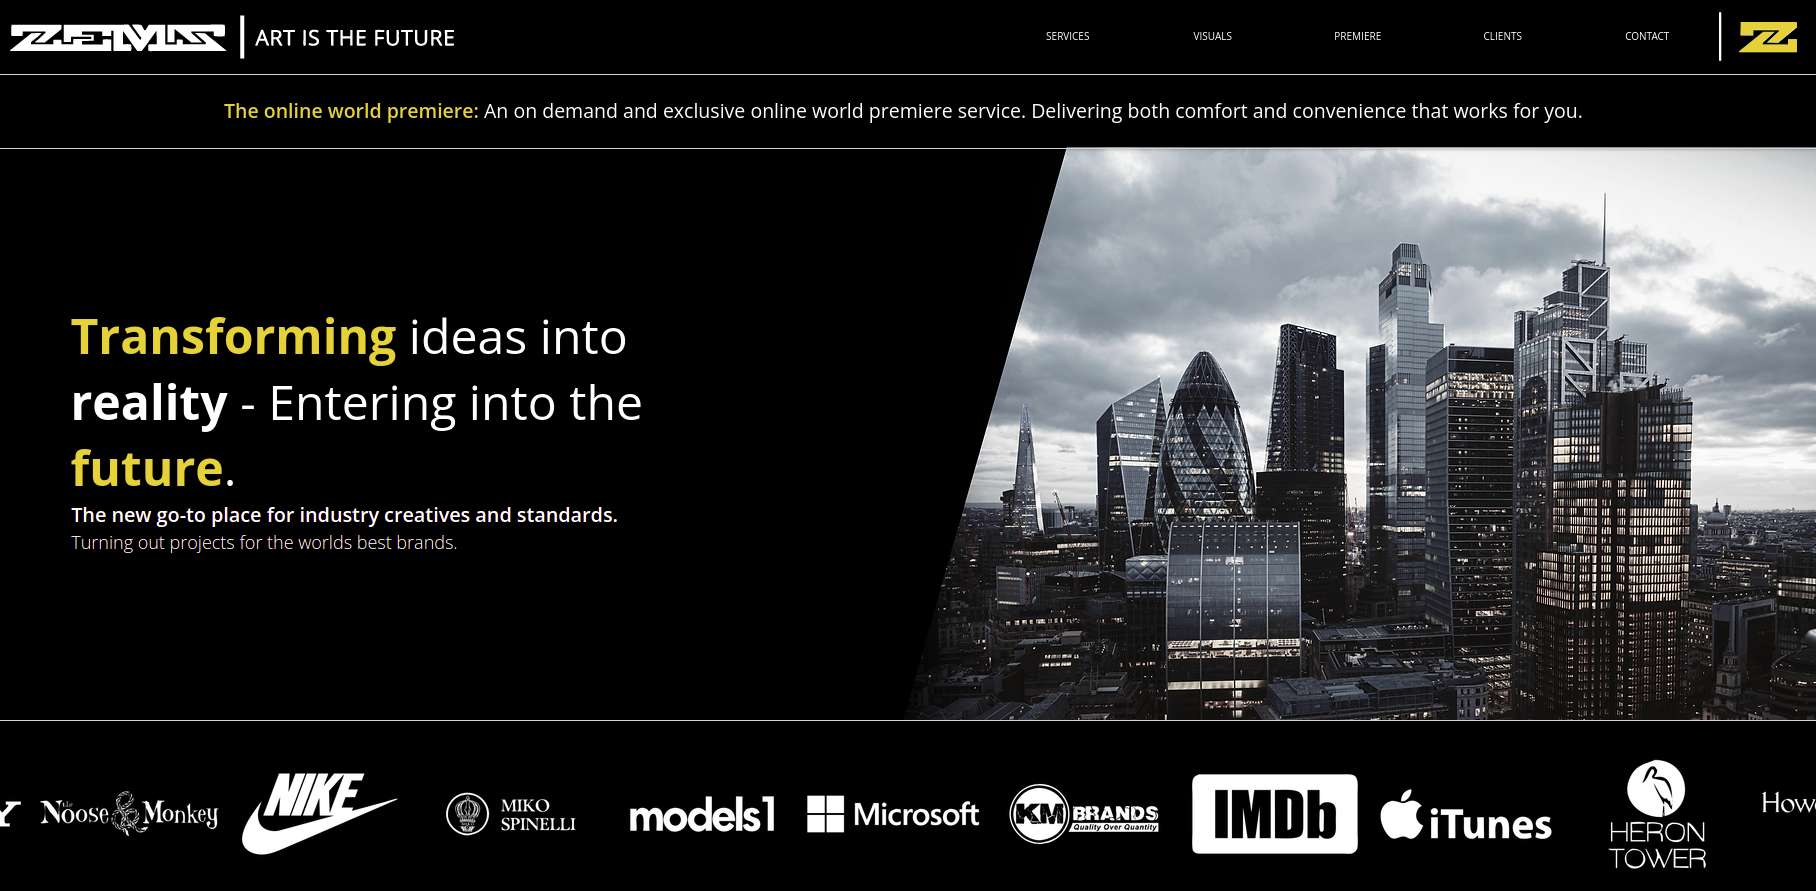 ZEMAS
ART IS THE FUTURE
SERVICES
VISUALS
PREMIERE
CLIENTS
CONTACT
Z
The online world premiere: An on demand and exclusive online world premiere service. Delivering both comfort and convenience that works for you.
Transforming ideas into
reality - Entering into the
future.
The new go-to place for industry creatives and standards.
Turning out projects for the worlds best brands.
Y
the Noose & Monkey
NIKE
MIKO
SPINELLI
models1
Microsoft
KM BRANDS
Quality Over Quantity
IMDb
iTunes
HERON
TOWER
How